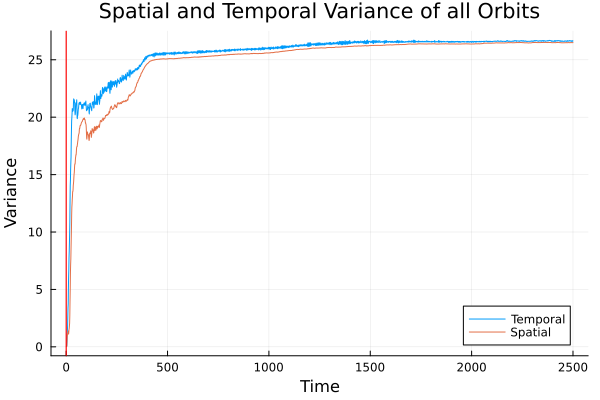 Spatial and Temporal Variance of all Orbits
Variance
25
20
15
10
5
0
Temporal
Spatial
0 500 1000 1500 2000 2500
Time